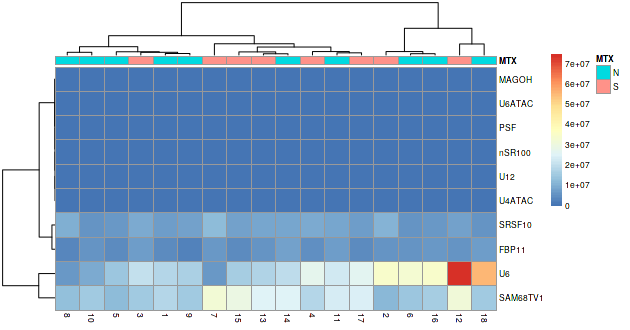 MTX
MAGOH
U6ATAC
PSF
nSR100
U12
U4ATAC
SRSF10
FBP11
U6
SAM68TV1
8 10 5 3 1 9 7 15 13 14 4 11 17 2 6 16 12 18
7e+07
6e+07
5e+07
4e+07
3e+07
2e+07
1e+07
0
MTX
N
S